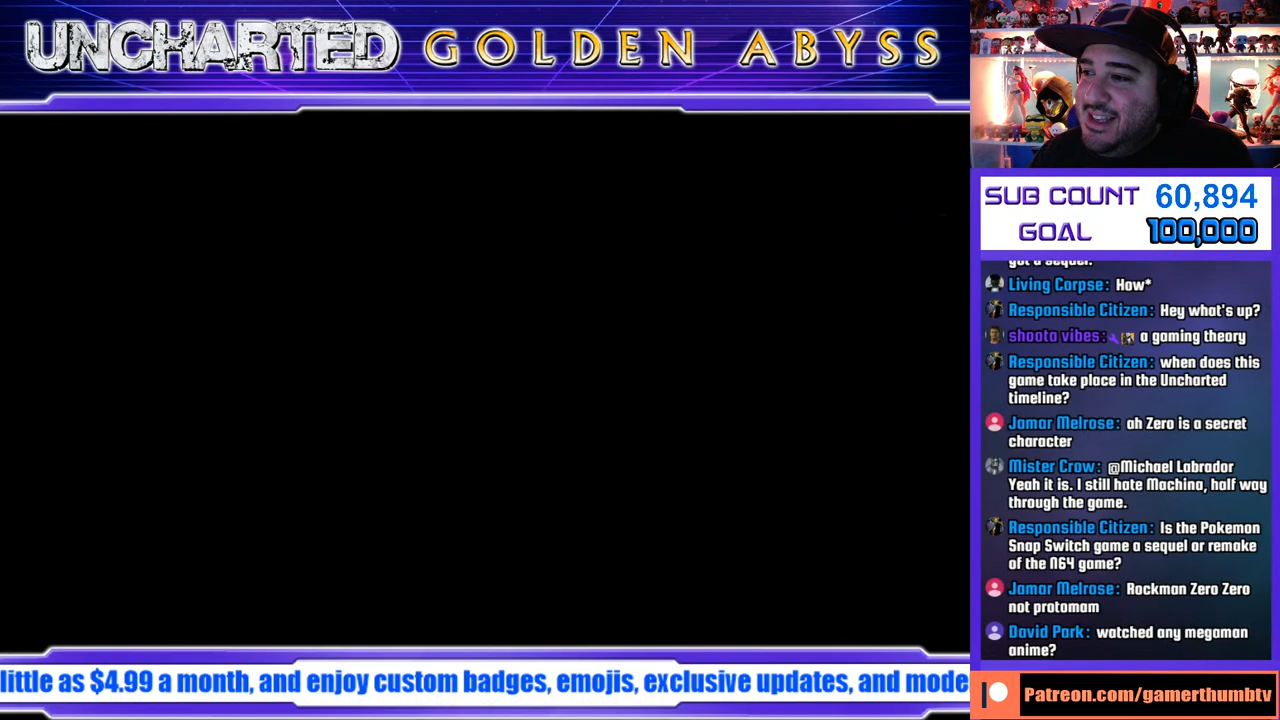 UNCHARTED GOLDEN ABYSS
SUB COUNT 60,894
GOAL 100,000
got a sequel.
Living Corpse: How*
Responsible Citizen: Hey what's up?
shoota vibes: a gaming theory
Responsible Citizen: when does this
game take place in the Uncharted
timeline?
Jamar Melrose: ah Zero is a secret
character
Mister Crow: @Michael Labrador
Yeah it is. I still hate Machina, half way
through the game.
Responsible Citizen: Is the Pokemon
Snap Switch game a sequel or remake
of the N64 game?
Jamar Melrose: Rockman Zero Zero
not protomam
David Park: watched any megaman
anime?
little as $4.99 a month, and enjoy custom badges, emojis, exclusive updates, and mode
Patreon.com/gamerthumbtv